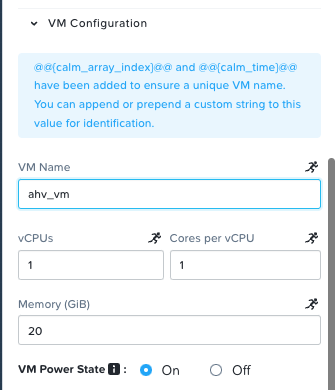 VM Configuration
@@{calm_array_index}@@ and @@{calm_time}@@
have been added to ensure a unique VM name.
You can append or prepend a custom string to this
value for identification.
VM Name
ahv_vm
vCPUs Cores per vCPU
1 1
Memory (GiB)
20
VM Power State i : On Off